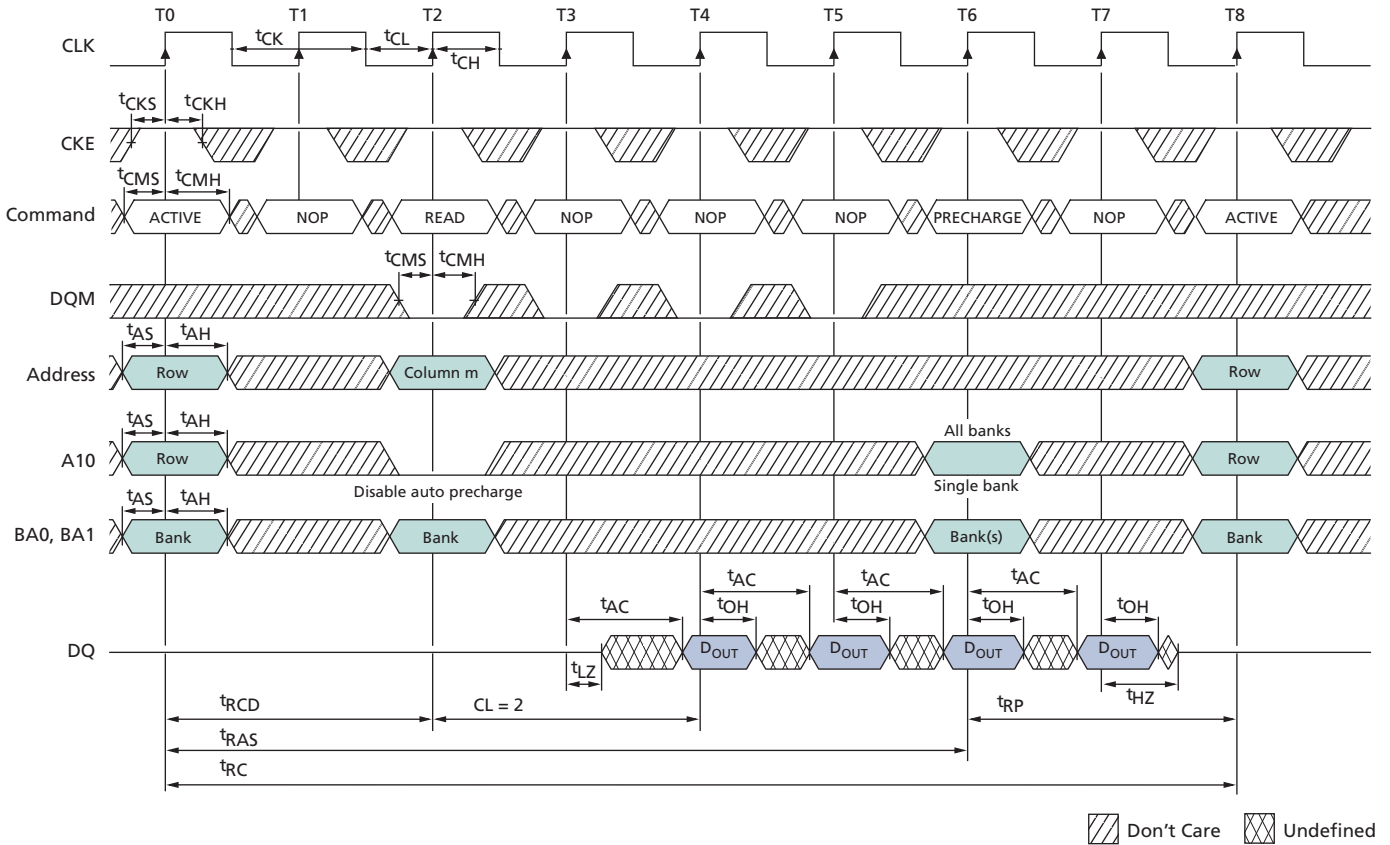 T0 T1 T2 T3 T4 T5 T6 T7 T8
CLK
tCK tCL
tCH
tCKS tCKH
CKE
tCMS tCMH
Command ACTIVE NOP READ NOP NOP NOP PRECHARGE NOP ACTIVE
tCMS tCMH
DQM
tAS tAH
Address Row Column m Row
tAS tAH All banks
A10 Row Row
Disable auto precharge Single bank
tAS tAH
BA0, BA1 Bank Bank Bank(s) Bank
tAC tAC tAC
tAC tOH tOH tOH tOH
DQ DOUT DOUT DOUT DOUT
tLZ tHZ
tRCD CL = 2 tRP
tRAS
tRC
Don't Care Undefined